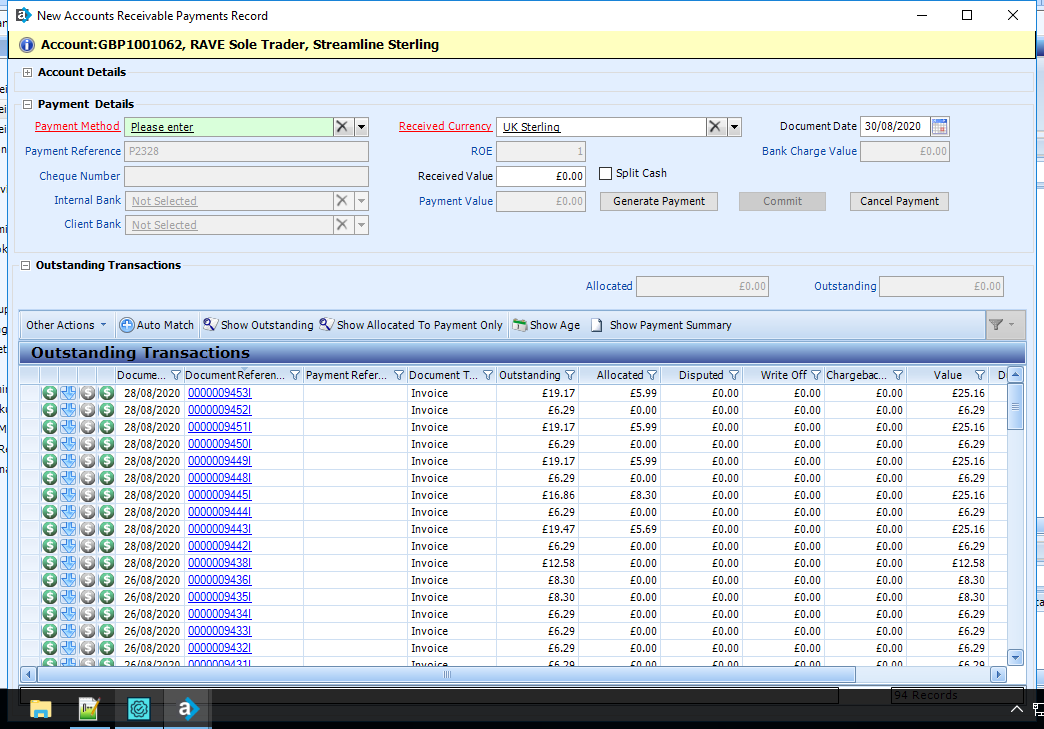 New Accounts Receivable Payments Record
Account:GBP1001062, RAVE Sole Trader, Streamline Sterling
Account Details
Payment Details
Payment Method Please enter Received Currency UK Sterling Document Date 30/08/2020
Payment Reference P2328 ROE 1 Bank Charge Value £0.00
Cheque Number Received Value £0.00 Split Cash
Internal Bank Not Selected Payment Value £0.00 Generate Payment Commit Cancel Payment
Client Bank Not Selected
Outstanding Transactions
Allocated £0.00 Outstanding £0.00
Other Actions Auto Match Show Outstanding Show Allocated To Payment Only Show Age Show Payment Summary
Outstanding Transactions
Docume... Document Referen... Payment Refer... Document T... Outstanding Allocated Disputed Write Off Chargebac... Value D
28/08/2020 0000009453I Invoice £19.17 £5.99 £0.00 £0.00 £0.00 £25.16
28/08/2020 0000009452I Invoice £6.29 £0.00 £0.00 £0.00 £0.00 £6.29
28/08/2020 0000009451I Invoice £19.17 £5.99 £0.00 £0.00 £0.00 £25.16
28/08/2020 0000009450I Invoice £6.29 £0.00 £0.00 £0.00 £0.00 £6.29
28/08/2020 0000009449I Invoice £19.17 £5.99 £0.00 £0.00 £0.00 £25.16
28/08/2020 0000009448I Invoice £6.29 £0.00 £0.00 £0.00 £0.00 £6.29
28/08/2020 0000009445I Invoice £16.86 £8.30 £0.00 £0.00 £0.00 £25.16
28/08/2020 0000009444I Invoice £6.29 £0.00 £0.00 £0.00 £0.00 £6.29
28/08/2020 0000009443I Invoice £19.47 £5.69 £0.00 £0.00 £0.00 £25.16
28/08/2020 0000009442I Invoice £6.29 £0.00 £0.00 £0.00 £0.00 £6.29
28/08/2020 0000009438I Invoice £12.58 £0.00 £0.00 £0.00 £0.00 £12.58
26/08/2020 0000009436I Invoice £8.30 £0.00 £0.00 £0.00 £0.00 £8.30
26/08/2020 0000009435I Invoice £8.30 £0.00 £0.00 £0.00 £0.00 £8.30
26/08/2020 0000009434I Invoice £6.29 £0.00 £0.00 £0.00 £0.00 £6.29
26/08/2020 0000009433I Invoice £6.29 £0.00 £0.00 £0.00 £0.00 £6.29
26/08/2020 0000009432I Invoice £6.29 £0.00 £0.00 £0.00 £0.00 £6.29
26/08/2020 0000009431I Invoice £6.29 £0.00 £0.00 £0.00 £0.00 £6.29
94 Records